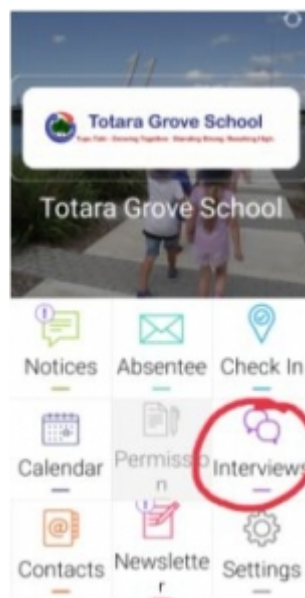 Totara Grove School
Totara Grove School
Notices
Absentee
Check In
Calendar
Permissio
n
Interviews
Contacts
Newslette
r
Settings